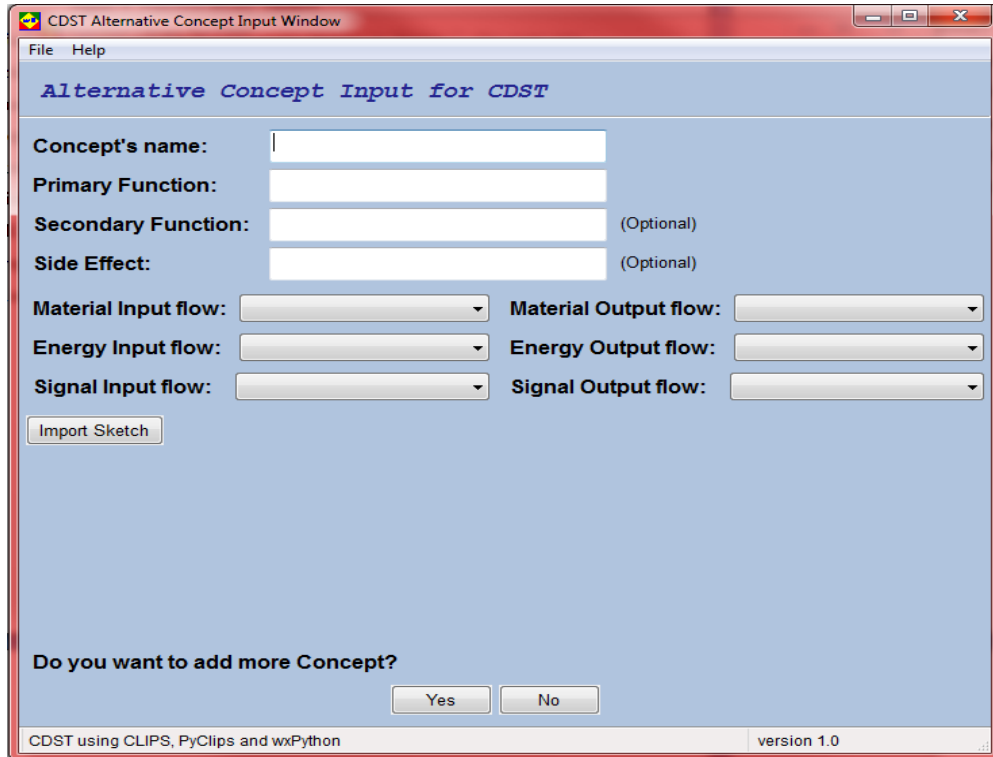 CDST Alternative Concept Input Window
File Help
Alternative Concept Input for CDST
Concept's name:
Primary Function:
Secondary Function: (Optional)
Side Effect: (Optional)
Material Input flow: Material Output flow:
Energy Input flow: Energy Output flow:
Signal Input flow: Signal Output flow:
Import Sketch
Do you want to add more Concept?
Yes No
CDST using CLIPS, PyClips and wxPython version 1.0